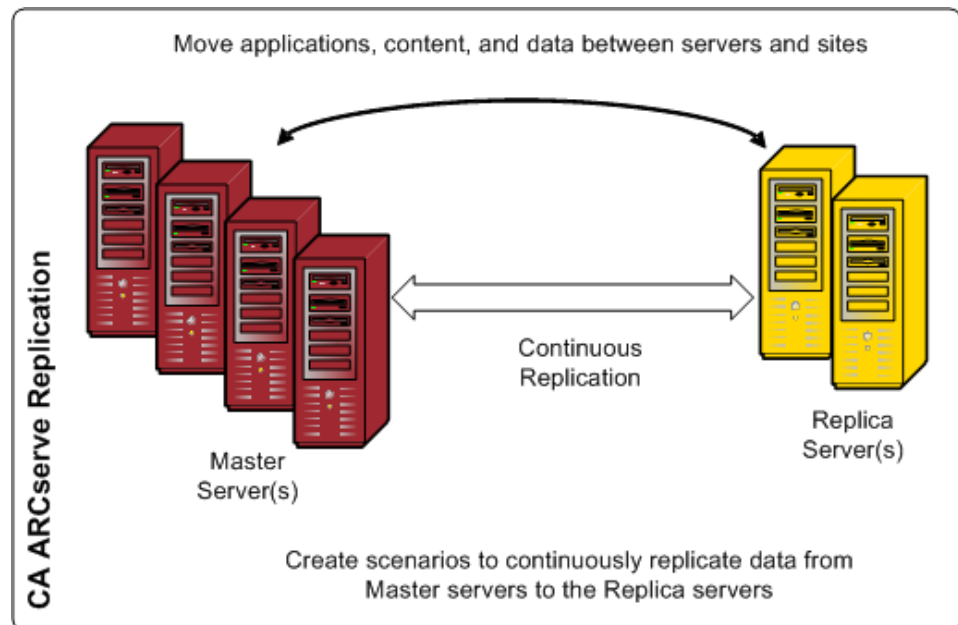 Move applications, content, and data between servers and sites
CA ARCserve Replication
Continuous
Replication
Master
Server(s)
Replica
Server(s)
Create scenarios to continuously replicate data from
Master servers to the Replica servers